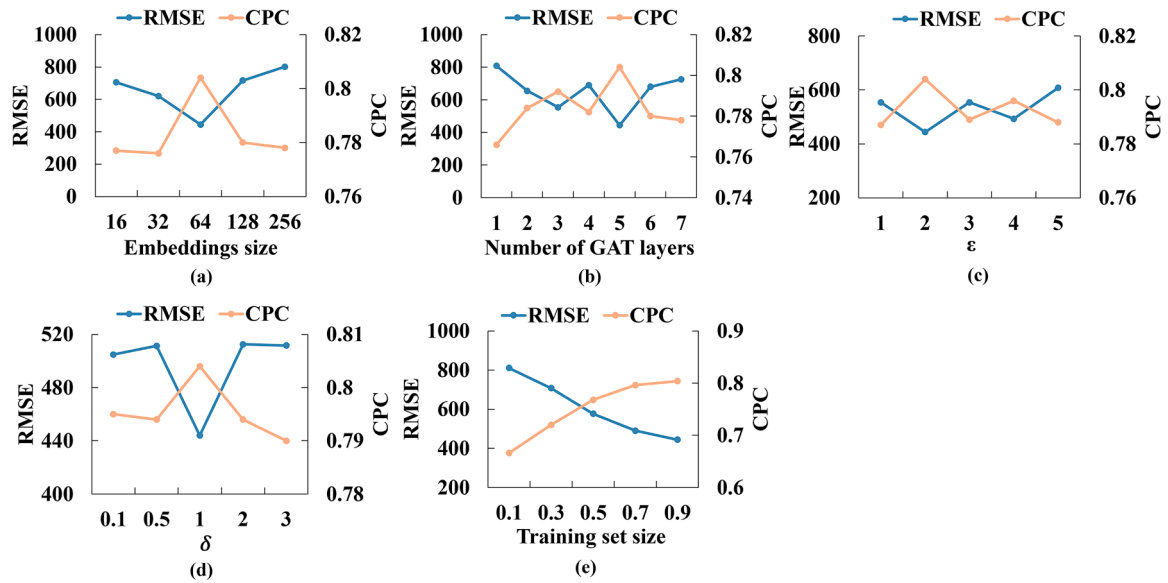 RMSE CPC
1000 0.82
800 0.8
600
400 0.78
200
0 0.76
RMSE
CPC
16 32 64 128 256
Embeddings size
(a)
RMSE CPC
1000 0.82
800 0.8
600 0.78
400
200 0.76
0 0.74
RMSE
CPC
1 2 3 4 5 6 7
Number of GAT layers
(b)
RMSE CPC
800 0.82
600 0.8
400 0.78
200 0.76
RMSE
CPC
1 2 3 4 5
ε
(c)
RMSE CPC
520 0.81
480 0.8
440 0.79
400 0.78
RMSE
CPC
0.1 0.5 1 2 3
δ
(d)
RMSE CPC
1000 0.9
800 0.8
600
400 0.7
200 0.6
RMSE
CPC
0.1 0.3 0.5 0.7 0.9
Training set size
(e)